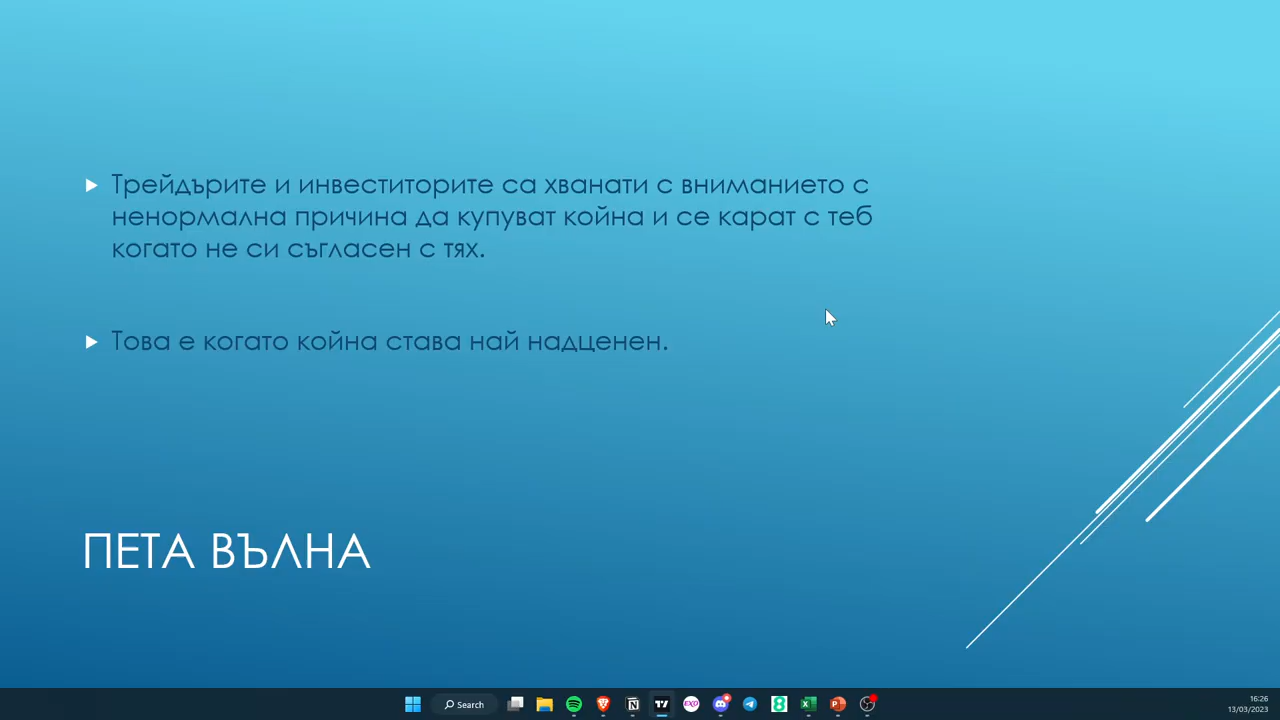 Трейдърите и инвеститорите са хванати с вниманието с
ненормална причина да купуват койна и се карат с теб
когато не си съгласен с тях.
Това е когато койна става най надценен.
ПЕТА ВЪЛНА
Search
EXO
16:26
13/03/2023